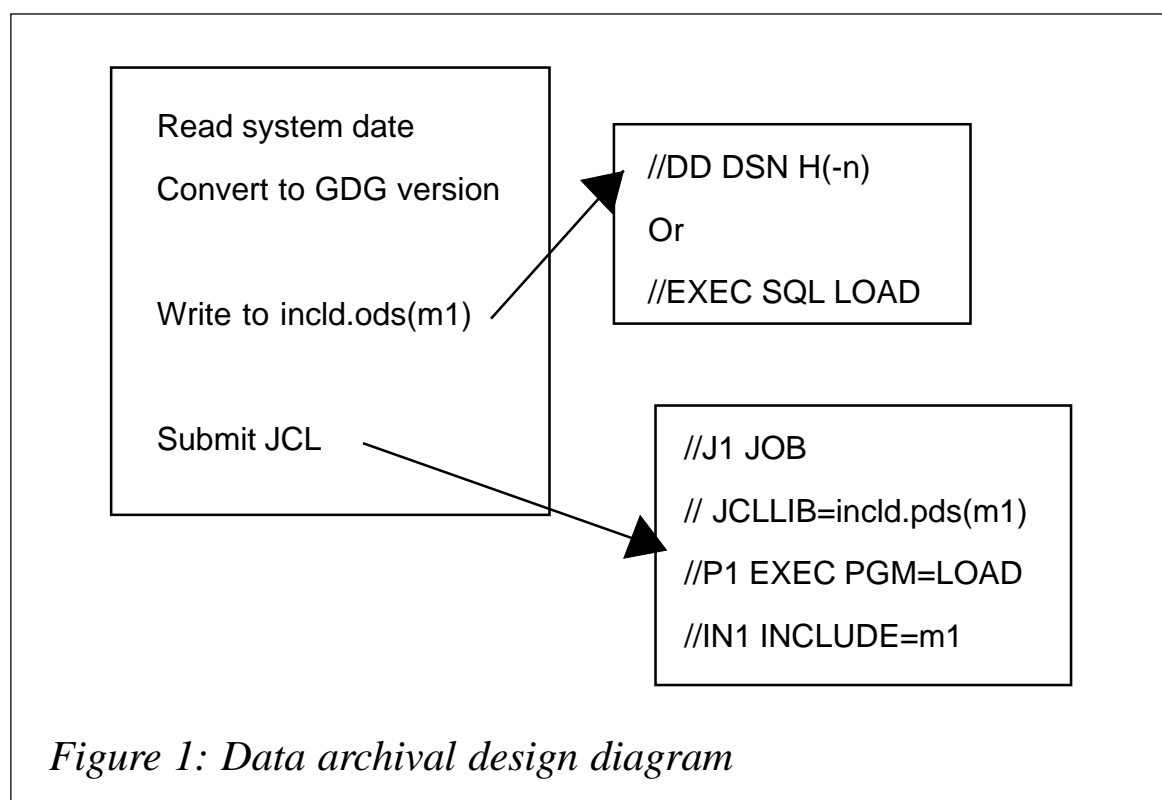 Read system date
Convert to GDG version
Write to incld.ods(m1)
Submit JCL
//DD DSN H(-n)
Or
//EXEC SQL LOAD
//J1 JOB
// JCLLIB=incld.pds(m1)
//P1 EXEC PGM=LOAD
//IN1 INCLUDE=m1
Figure 1: Data archival design diagram